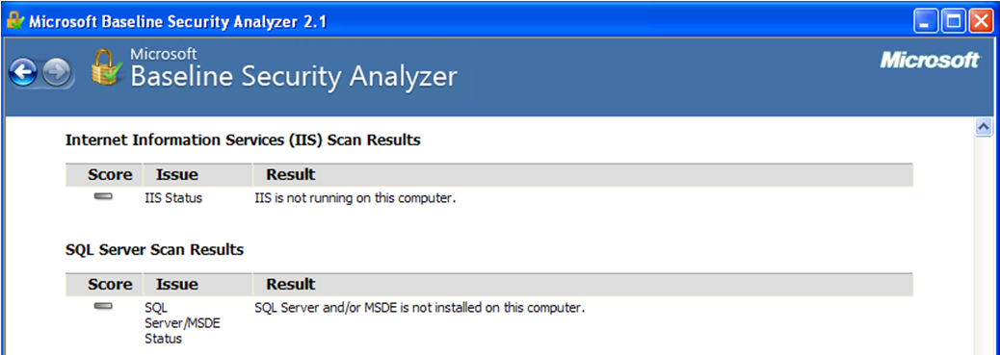 Microsoft Baseline Security Analyzer 2.1
Microsoft
Baseline Security Analyzer
Microsoft
Internet Information Services (IIS) Scan Results
Score Issue Result
IIS Status IIS is not running on this computer.
SQL Server Scan Results
Score Issue Result
SQL SQL Server and/or MSDE is not installed on this computer.
Server/MSDE
Status